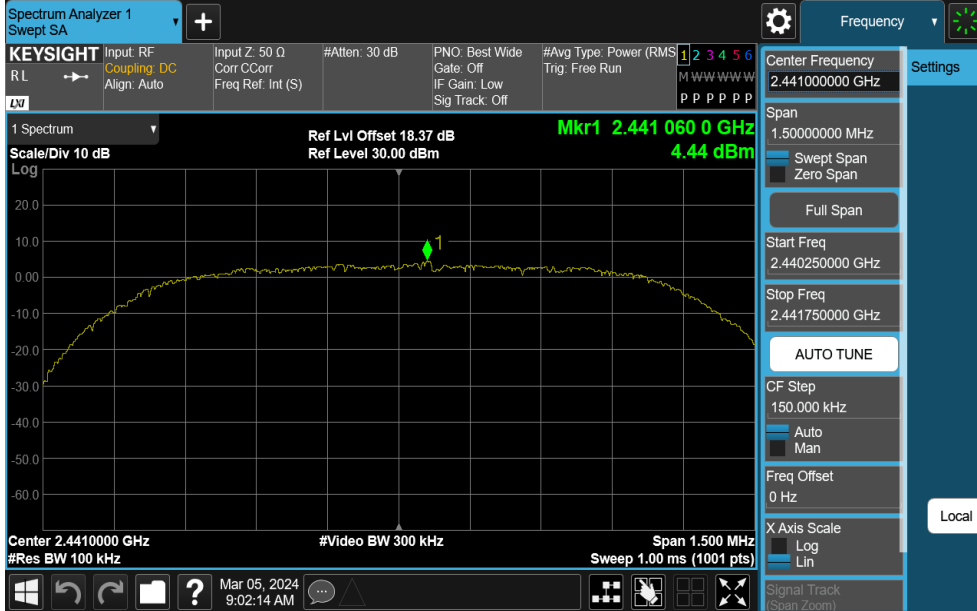 Spectrum Analyzer 1
Swept SA
+
Frequency
KEYSIGHT
R L
LXI
Input: RF
Coupling: DC
Align: Auto
Input Z: 50 Ω
Corr CCorr
Freq Ref: Int (S)
#Atten: 30 dB
PNO: Best Wide
Gate: Off
IF Gain: Low
Sig Track: Off
#Avg Type: Power (RMS
Trig: Free Run
1 2 3 4 5 6
M W W W W W
P P P P P P
Center Frequency
2.441000000 GHz
Settings
Span
1.50000000 MHz
Swept Span
Zero Span
Full Span
Start Freq
2.440250000 GHz
Stop Freq
2.441750000 GHz
AUTO TUNE
CF Step
150.000 kHz
Auto
Man
Freq Offset
0 Hz
X Axis Scale
Log
Lin
Signal Track
(Span Zoom)
Local
1 Spectrum
Scale/Div 10 dB
Log
Ref Lvl Offset 18.37 dB
Ref Level 30.00 dBm
Mkr1 2.441 060 0 GHz
4.44 dBm
1
20.0
10.0
0.00
-10.0
-20.0
-30.0
-40.0
-50.0
-60.0
Center 2.4410000 GHz
#Res BW 100 kHz
#Video BW 300 kHz
Span 1.500 MHz
Sweep 1.00 ms (1001 pts)
?
Mar 05, 2024
9:02:14 AM